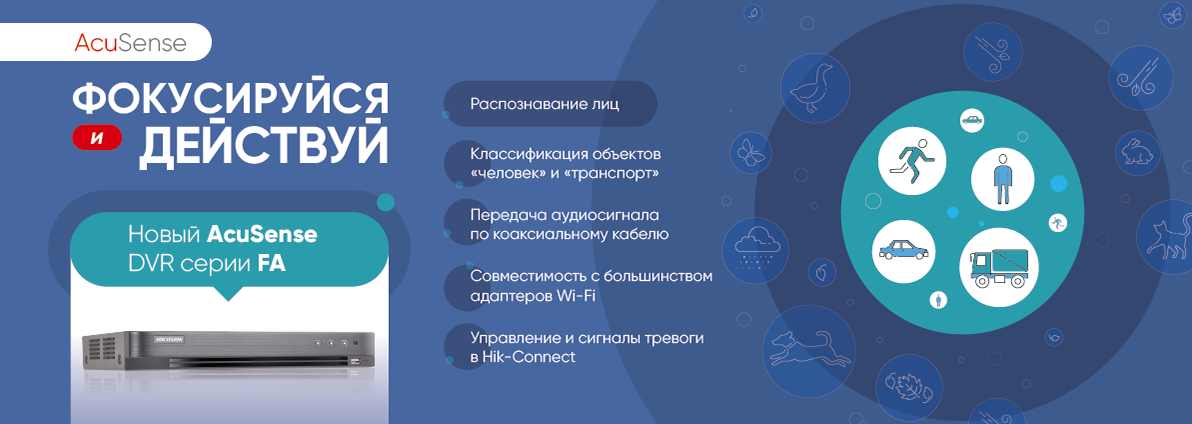 AcuSense
ФОКУСИРУЙСЯ
и ДЕЙСТВУЙ
Новый AcuSense
DVR серии FA
HIKVISION
Распознавание лиц
Классификация объектов
«человек» и «транспорт»
Передача аудиосигнала
по коаксиальному кабелю
Совместимость с большинством
адаптеров Wi-Fi
Управление и сигналы тревоги
в Hik-Connect